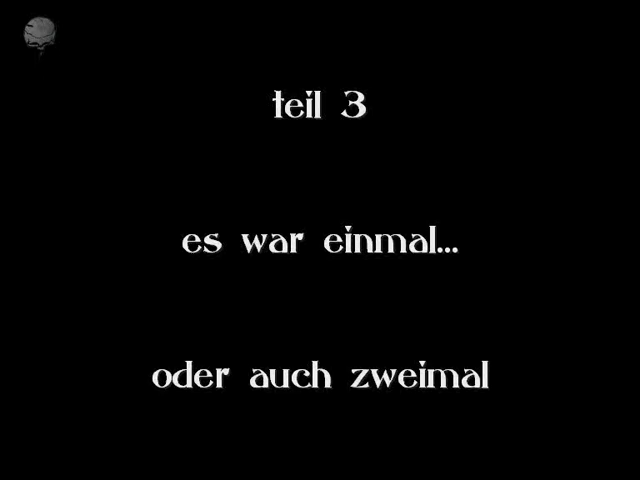 teil 3
es war einmal...
oder auch zweimal